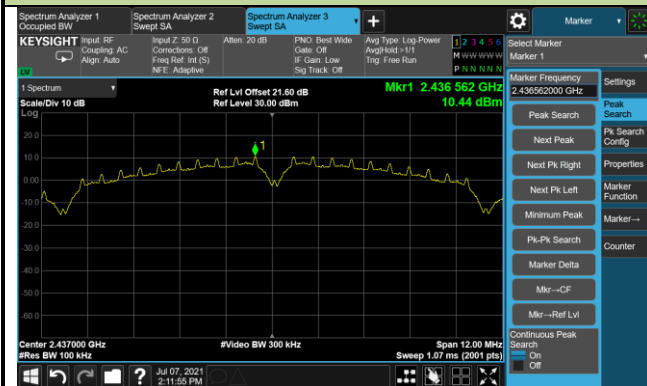 Spectrum Analyzer 1
Occupied BW
Spectrum Analyzer 2
Swept SA
Spectrum Analyzer 3
Swept SA
KEYSIGHT
Input: RF
Coupling: AC
Align: Auto
Input Z: 50 Ω
Corrections: Off
Freq Ref: Int (S)
NFE: Adaptive
Atten: 20 dB
PNO: Best Wide
Gate: Off
IF Gain: Low
Sig Track: Off
Avg Type: Log-Power
Avg|Hold:>1/1
Trig: Free Run
1 2 3 4 5 6
M W W W W W
P N N N N N
1 Spectrum
Scale/Div 10 dB
Log
Ref Lvl Offset 21.60 dB
Ref Level 30.00 dBm
Mkr1 2.436 562 GHz
10.44 dBm
1
20.0
10.0
0.00
-10.0
-20.0
-30.0
-40.0
-50.0
-60.0
Center 2.437000 GHz
#Res BW 100 kHz
#Video BW 300 kHz
Span 12.00 MHz
Sweep 1.07 ms (2001 pts)
Jul 07, 2021
2:11:55 PM
Marker
Select Marker
Marker 1
Marker Frequency
2.436562000 GHz
Peak Search
Next Peak
Next Pk Right
Next Pk Left
Minimum Peak
Pk-Pk Search
Marker Delta
Mkr→CF
Mkr→Ref Lvl
Continuous Peak
Search
On
Off
Settings
Peak
Search
Pk Search
Config
Properties
Marker
Function
Marker→
Counter